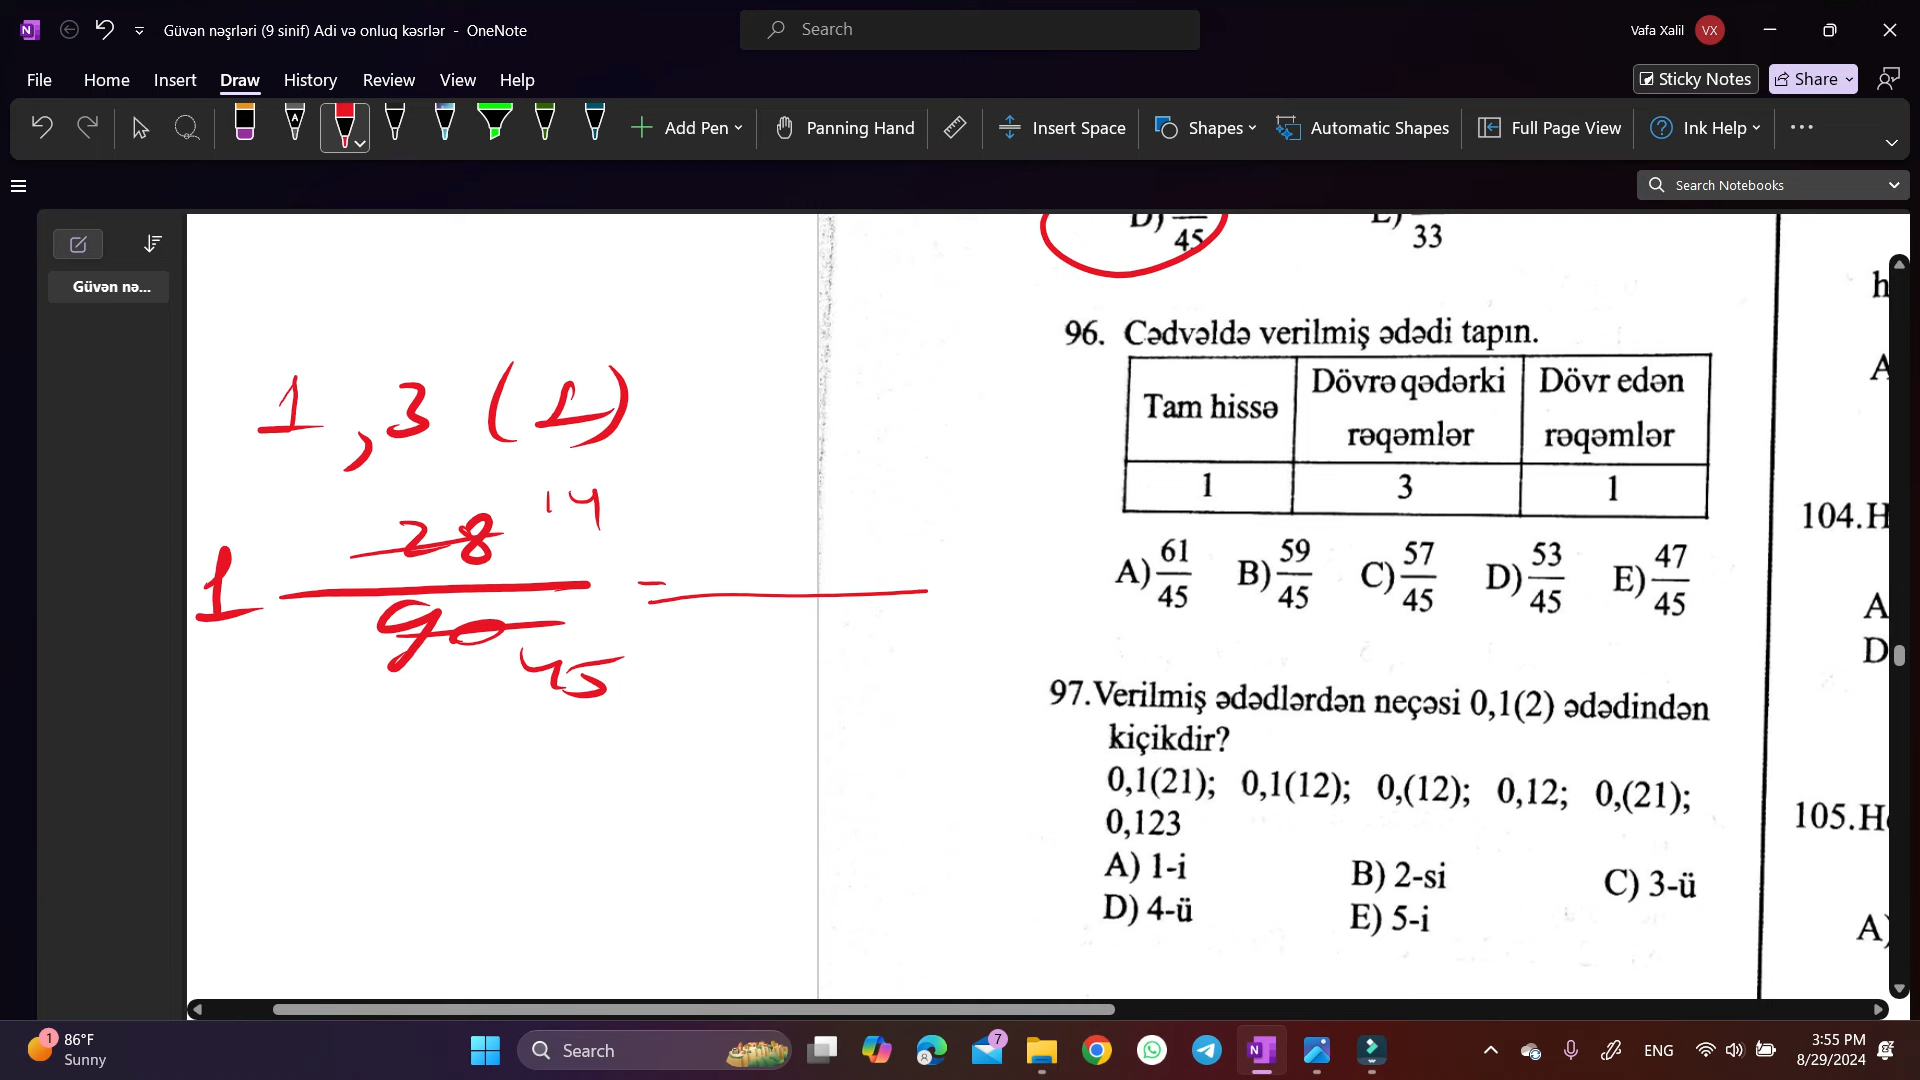 Güvən nəşrləri (9 sinif) Adi və onluq kəsrlər - OneNote
Search
Vafa Xalil
VX
File Home Insert Draw History Review View Help
Sticky Notes
Share
Add Pen
Panning Hand
Insert Space
Shapes
Automatic Shapes
Full Page View
Ink Help
Search Notebooks
Güvən nə...
1,3 (1)
1 28/90 =
14
45
D) 45
E) 33
96. Cədvəldə verilmiş ədədi tapın.
Tam hissə Dövrə qədərki rəqəmlər Dövr edən rəqəmlər
1 3 1
A) 61/45 B) 59/45 C) 57/45 D) 53/45 E) 47/45
97.Verilmiş ədədlərdən neçəsi 0,1(2) ədədindən
kiçikdir?
0,1(21); 0,1(12); 0,(12); 0,12; 0,(21);
0,123
A) 1-i B) 2-si C) 3-ü
D) 4-ü E) 5-i
h
A
104.H
A
D
105.H
A)
1
86°F
Sunny
Search
7
ENG
3:55 PM
8/29/2024